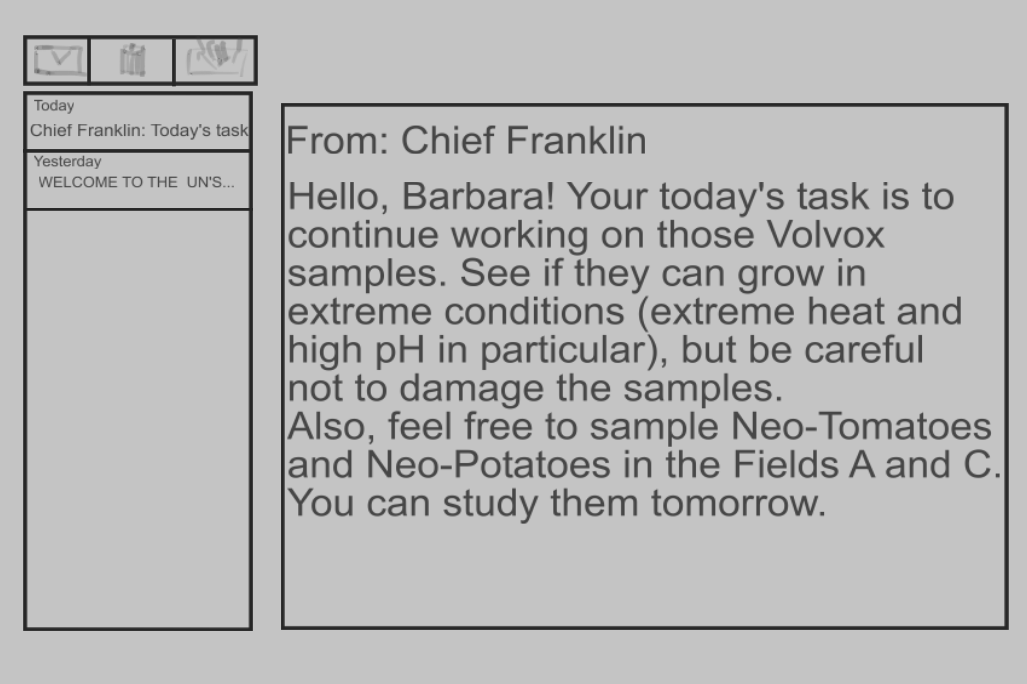 Today
Chief Franklin: Today's task
Yesterday
WELCOME TO THE UN'S...
From: Chief Franklin
Hello, Barbara! Your today's task is to
continue working on those Volvox
samples. See if they can grow in
extreme conditions (extreme heat and
high pH in particular), but be careful
not to damage the samples.
Also, feel free to sample Neo-Tomatoes
and Neo-Potatoes in the Fields A and C.
You can study them tomorrow.